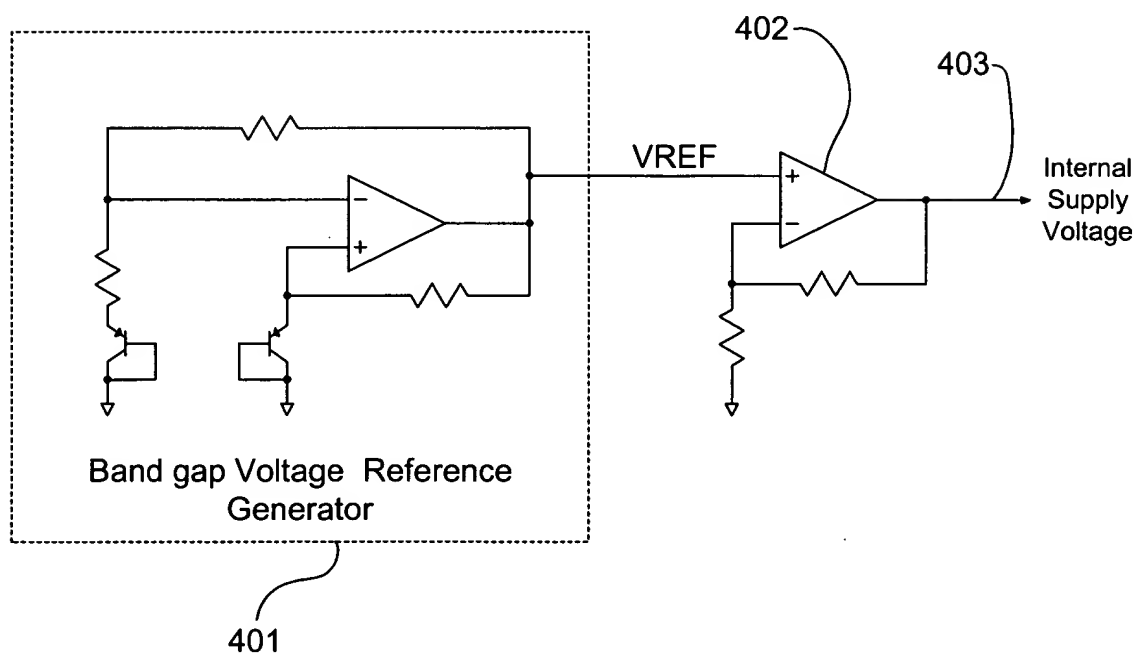 402
403
VREF
Internal
Supply
Voltage
+
−
−
+
Band gap Voltage Reference
Generator
401